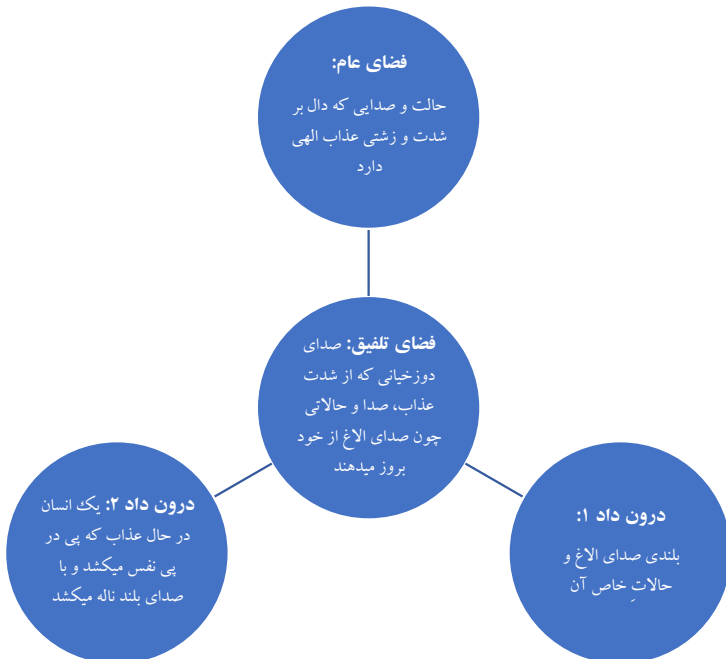 فضای عام:
حالت و صدایی که دال بر
شدت و زشتی عذاب الهی
دارد
فضای تلفیق: صدای
دوزخیانی که از شدت
عذاب، صدا و حالاتی
چون صدای الاغ از خود
بروز میدهند
درون داد ۱:
بلندی صدای الاغ و
حالاتِ خاص آن
درون داد ۲: یک انسان
در حال عذاب که پی در
پی نفس میکشد و با
صدای بلند ناله میکشد